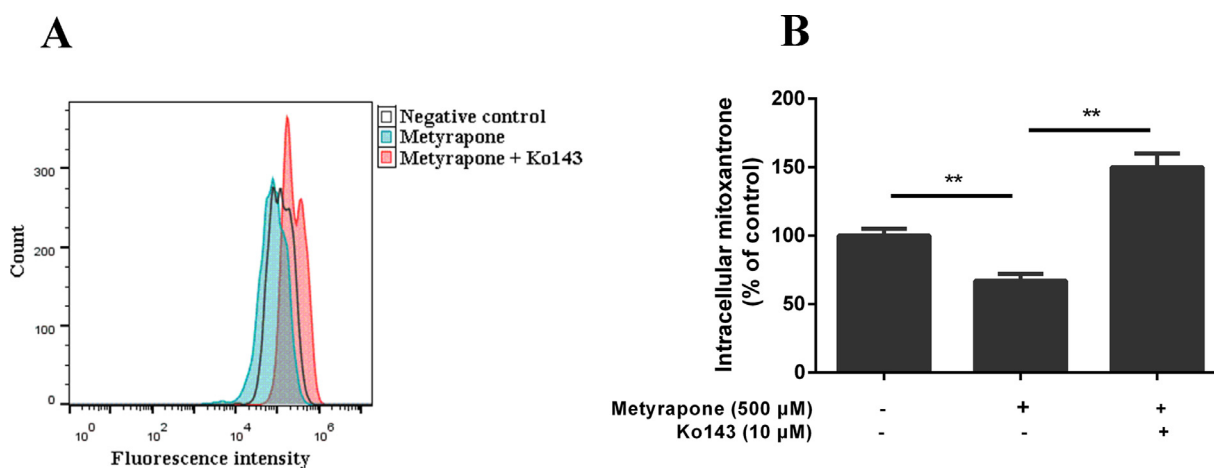 A
Negative control
Metyrapone
Metyrapone + Ko143
Count
300
200
100
0
10^0 10^2 10^4 10^6
Fluorescence intensity
B
Intracellular mitoxantrone
(% of control)
200
150
100
50
0
**
**
Metyrapone (500 µM) - + +
Ko143 (10 µM) - - +